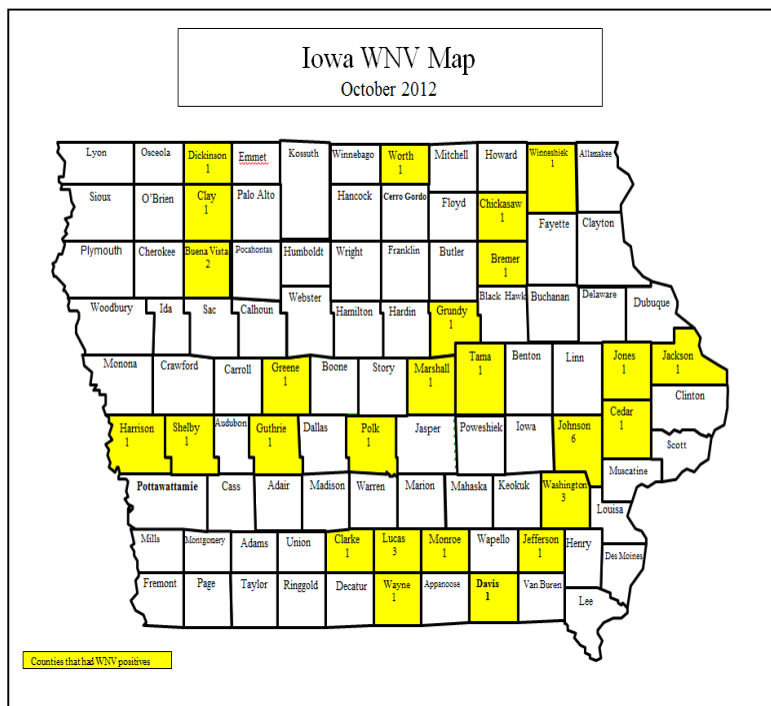 Iowa WNV Map
October 2012
Lyon
Osceola
Dickinson
1
Emmet
Kossuth
Winnebago
Worth
1
Mitchell
Howard
Winneshiek
1
Allamakee
Sioux
O'Brien
Clay
1
Palo Alto
Hancock
Cerro Gordo
Floyd
Chickasaw
1
Fayette
Clayton
Plymouth
Cherokee
Buena Vista
2
Pocahontas
Humboldt
Wright
Franklin
Butler
Bremer
1
Woodbury
Ida
Sac
Calhoun
Webster
Hamilton
Hardin
Grundy
1
Black Hawk
Buchanan
Delaware
Dubuque
Monona
Crawford
Carroll
Greene
1
Boone
Story
Marshall
1
Tama
1
Benton
Linn
Jones
1
Jackson
1
Clinton
Harrison
1
Shelby
1
Audubon
Guthrie
1
Dallas
Polk
1
Jasper
Poweshiek
Iowa
Johnson
6
Cedar
1
Scott
Muscatine
Pottawattamie
Cass
Adair
Madison
Warren
Marion
Mahaska
Keokuk
Washington
3
Louisa
Mills
Montgomery
Adams
Union
Clarke
1
Lucas
3
Monroe
1
Wapello
Jefferson
1
Henry
Des Moines
Fremont
Page
Taylor
Ringgold
Decatur
Wayne
1
Appanoose
Davis
1
Van Buren
Lee
Counties that had WNV positives